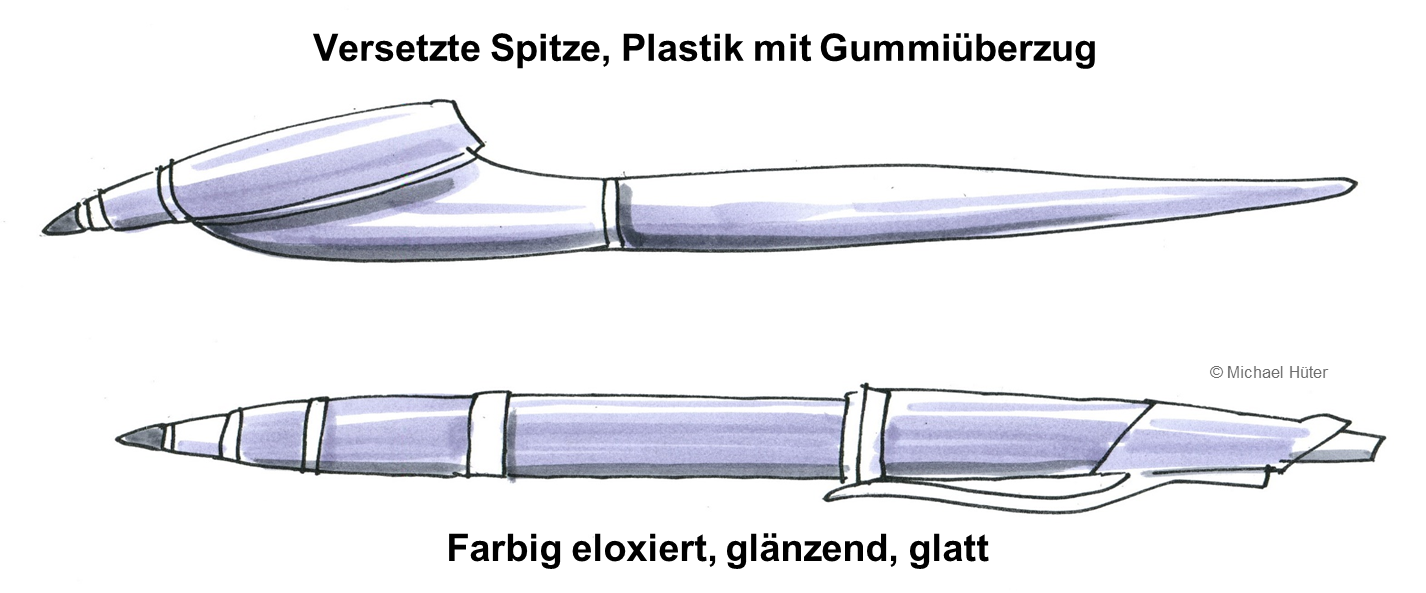 Versetzte Spitze, Plastik mit Gummiüberzug
© Michael Hüter
Farbig eloxiert, glänzend, glatt